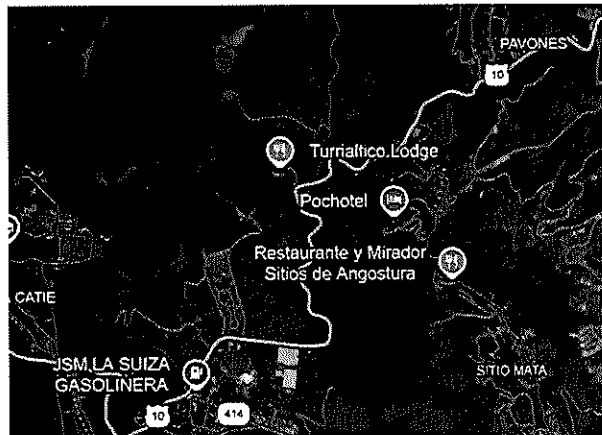 PAVONES
10
Turrialtico Lodge
Pochotel
Restaurante y Mirador
Sitios de Angostura
CATIE
JSM LA SUIZA
GASOLINERA
SITIO MATA
10
414